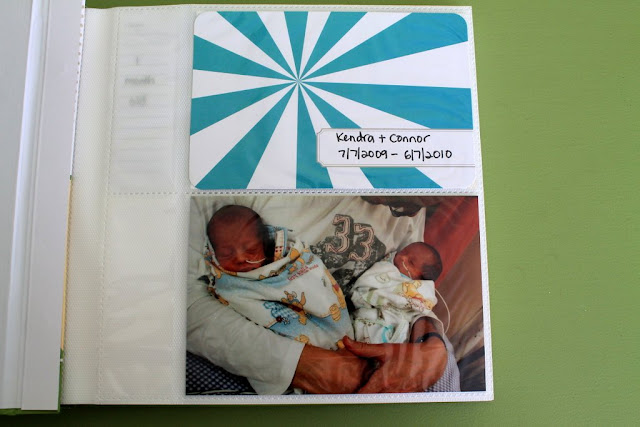 Kendra + Connor
7/7/2009 - 6/7/2010
33